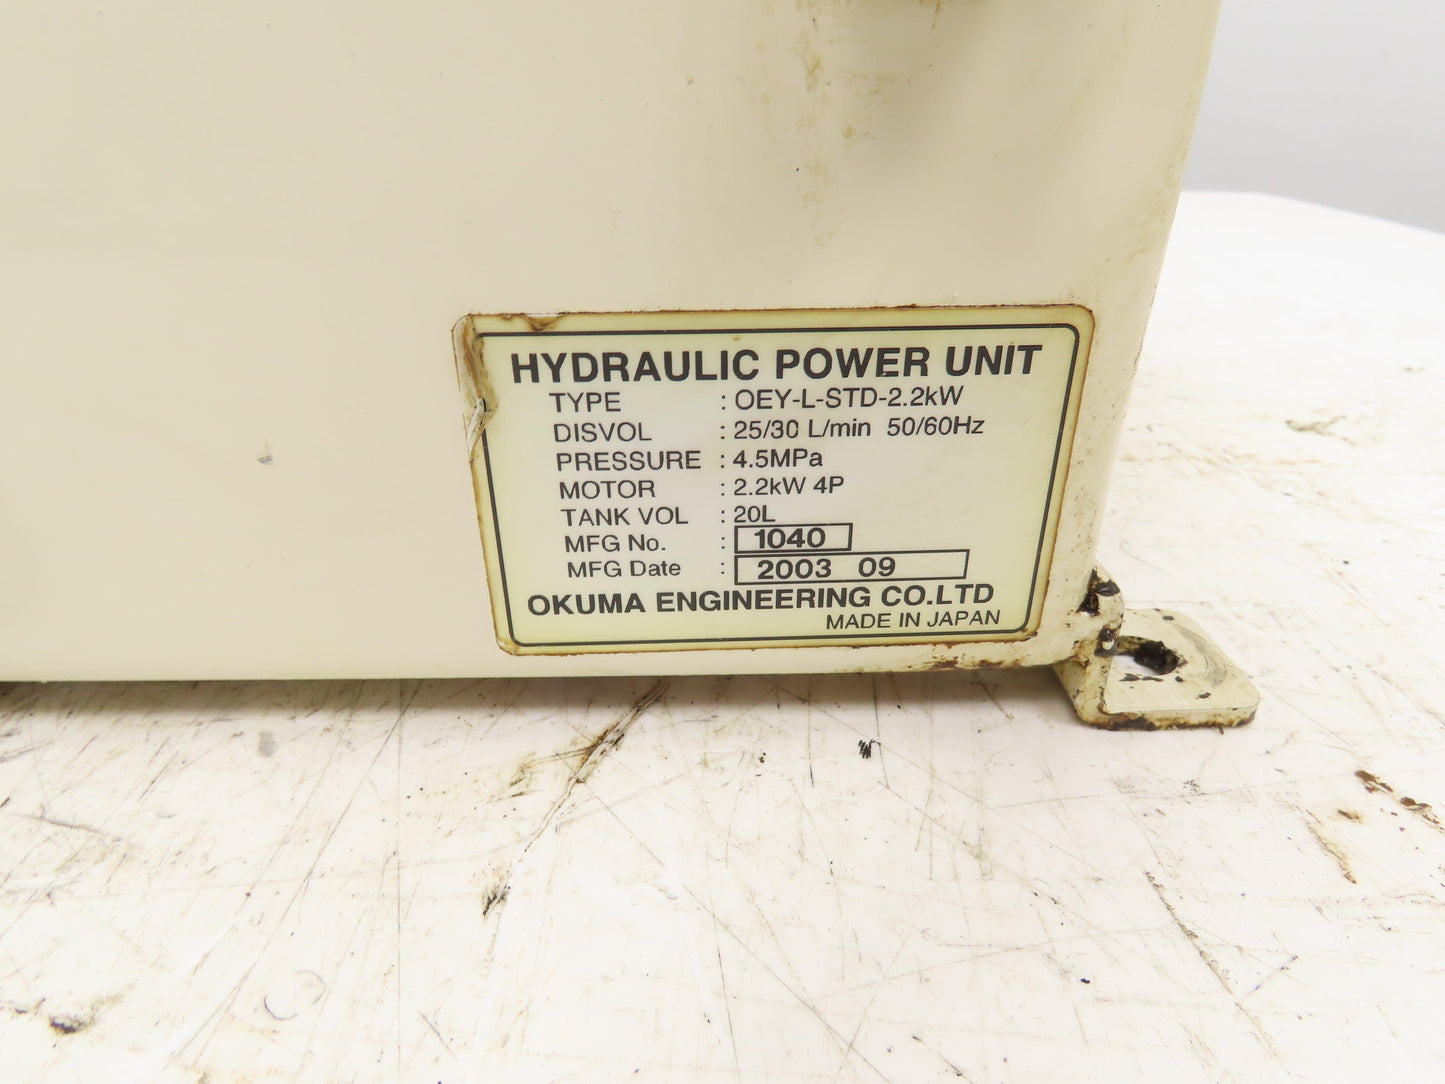 HYDRAULIC POWER UNIT
TYPE : OEY-L-STD-2.2kW
DISVOL : 25/30 L/min 50/60Hz
PRESSURE : 4.5MPa
MOTOR : 2.2kW 4P
TANK VOL : 20L
MFG No. : 1040
MFG Date : 2003 09
OKUMA ENGINEERING CO.LTD
MADE IN JAPAN